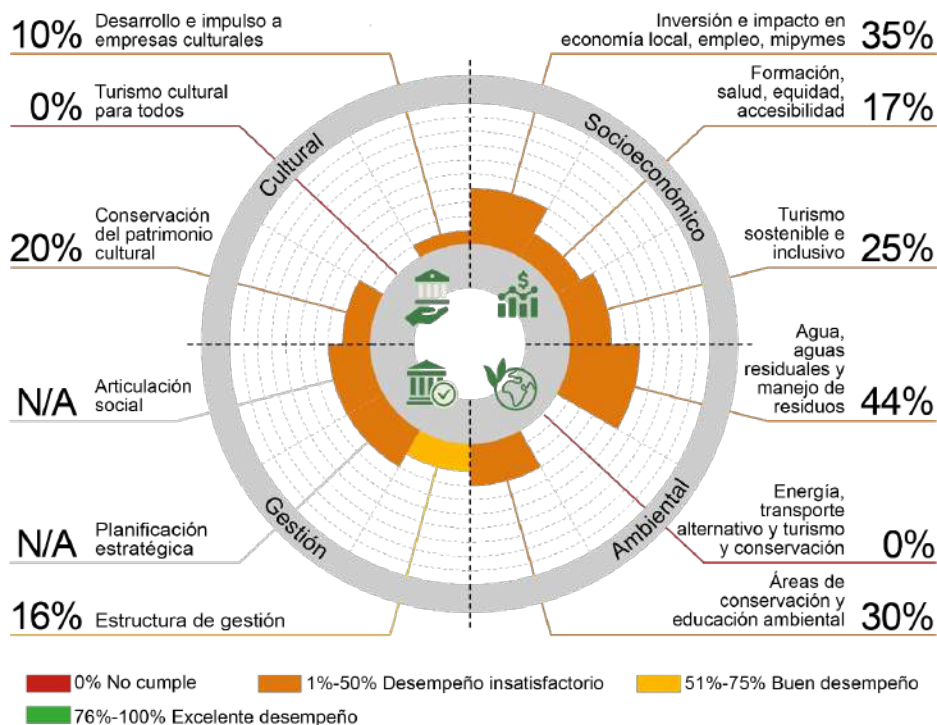 10%
Desarrollo e impulso a
empresas culturales
0%
Turismo cultural
para todos
20%
Conservación
del patrimonio
cultural
N/A
Articulación
social
N/A
Planificación
estratégica
16%
Estructura de gestión
Inversión e impacto en
economía local, empleo, mipymes
35%
Formación,
salud, equidad,
accesibilidad
17%
Turismo
sostenible e
inclusivo
25%
Agua,
aguas
residuales y
manejo de
residuos
44%
Energía,
transporte
alternativo y turismo
y conservación
0%
Áreas de
conservación y
educación ambiental
30%
Cultural
Socioeconómico
$
Gestión
Ambiental
0% No cumple
1%-50% Desempeño insatisfactorio
51%-75% Buen desempeño
76%-100% Excelente desempeño